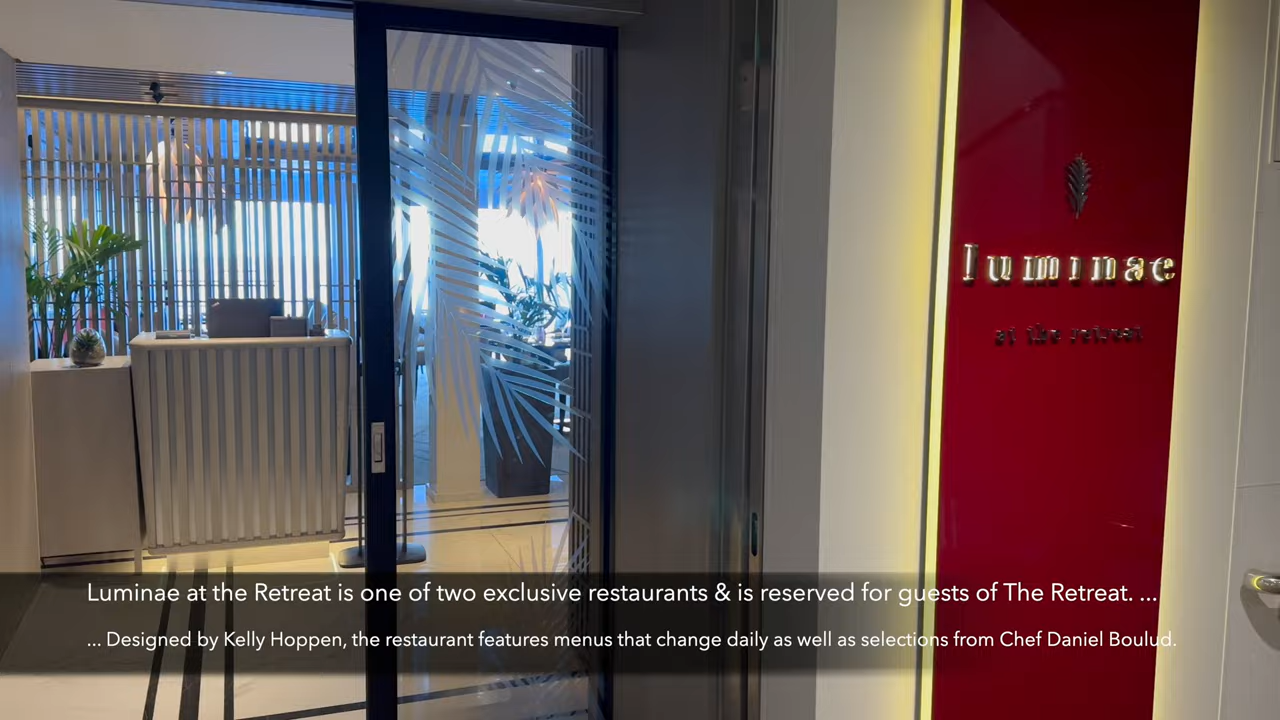 luminae
at the retreat
Luminae at the Retreat is one of two exclusive restaurants & is reserved for guests of The Retreat. ...
... Designed by Kelly Hoppen, the restaurant features menus that change daily as well as selections from Chef Daniel Boulud.